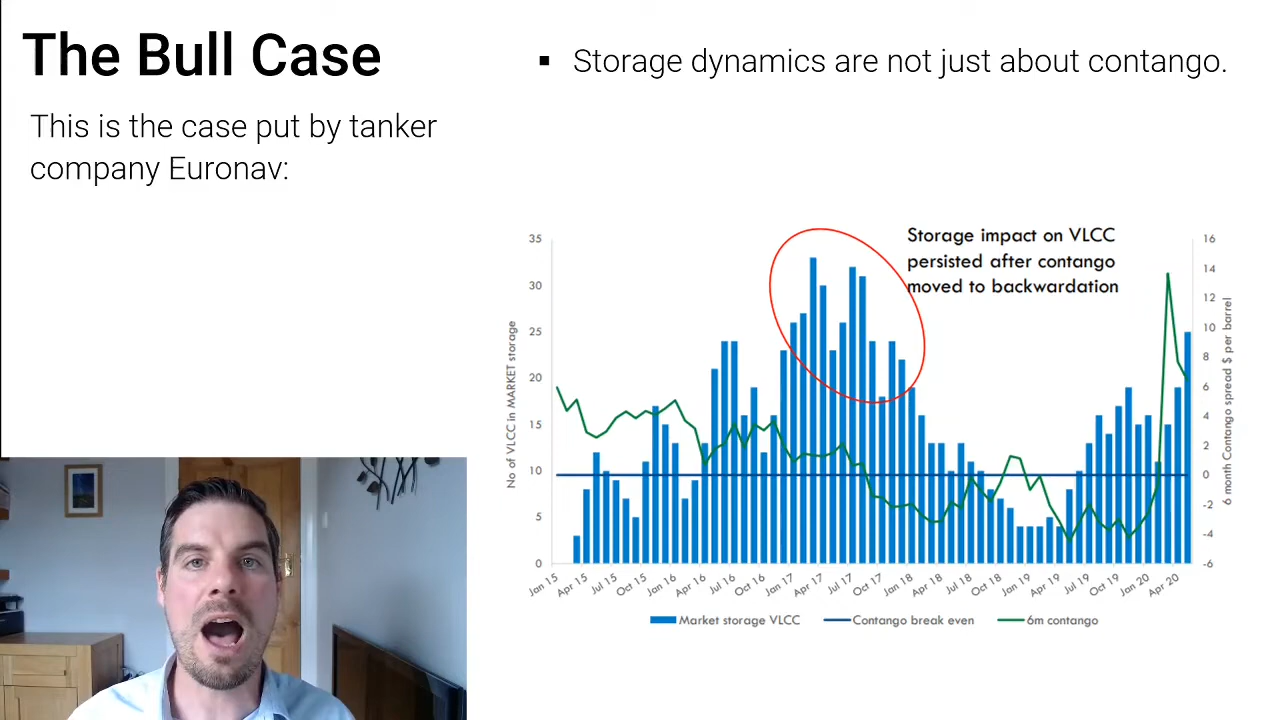 The Bull Case
This is the case put by tanker
company Euronav:
▪ Storage dynamics are not just about contango.
Storage impact on VLCC
persisted after contango
moved to backwardation
No of VLCC in MARKET storage
35
30
25
20
15
10
5
0
16
14
12
10
8
6
4
2
0
-2
-4
-6
6 month Contango spread $ per barrel
Jan 15
Apr 15
Jul 15
Oct 15
Jan 16
Apr 16
Jul 16
Oct 16
Jan 17
Apr 17
Jul 17
Oct 17
Jan 18
Apr 18
Jul 18
Oct 18
Jan 19
Apr 19
Jul 19
Oct 19
Jan 20
Apr 20
Market storage VLCC
Contango break even
6m contango